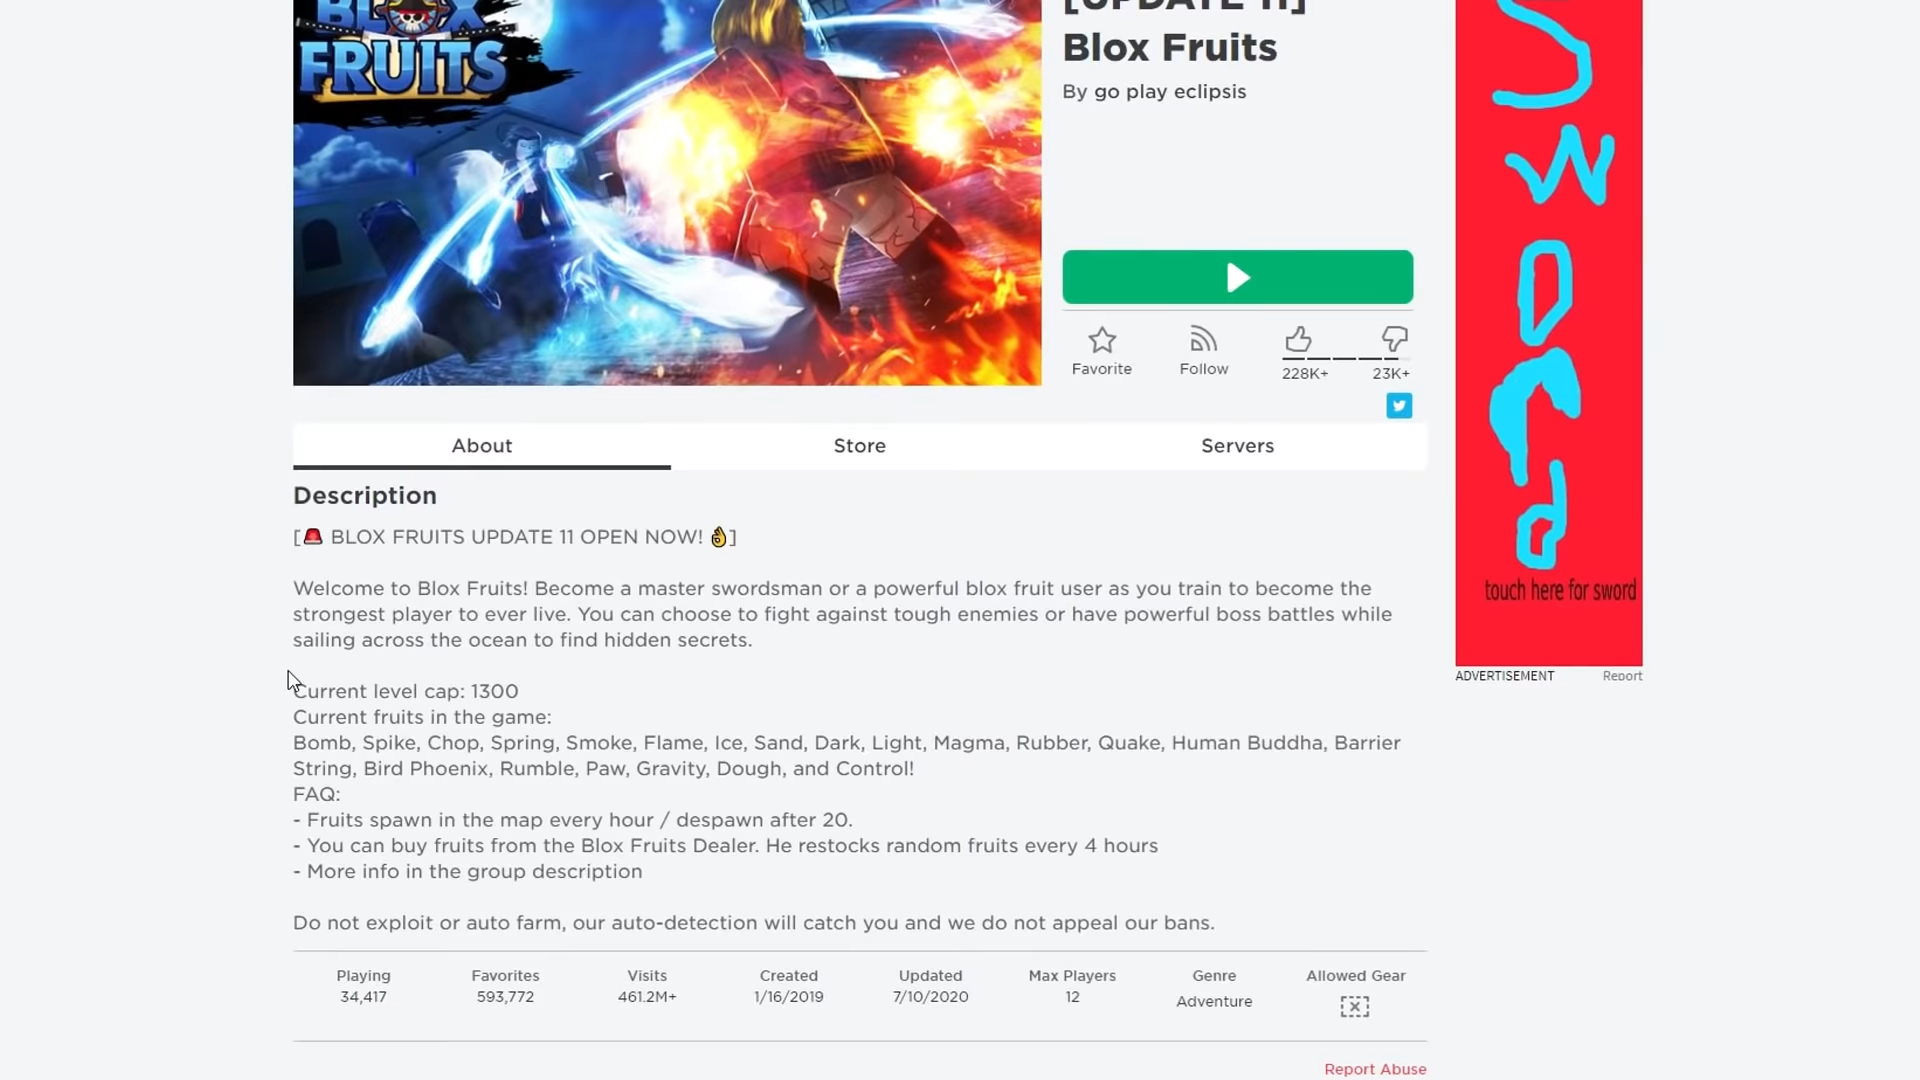 BLOX
FRUITS
[UPDATE 11]
Blox Fruits
By go play eclipsis
Favorite
Follow
228K+
23K+
About
Store
Servers
Description
[🚨 BLOX FRUITS UPDATE 11 OPEN NOW! 👌]
Welcome to Blox Fruits! Become a master swordsman or a powerful blox fruit user as you train to become the
strongest player to ever live. You can choose to fight against tough enemies or have powerful boss battles while
sailing across the ocean to find hidden secrets.
Current level cap: 1300
Current fruits in the game:
Bomb, Spike, Chop, Spring, Smoke, Flame, Ice, Sand, Dark, Light, Magma, Rubber, Quake, Human Buddha, Barrier
String, Bird Phoenix, Rumble, Paw, Gravity, Dough, and Control!
FAQ:
- Fruits spawn in the map every hour / despawn after 20.
- You can buy fruits from the Blox Fruits Dealer. He restocks random fruits every 4 hours
- More info in the group description
Do not exploit or auto farm, our auto-detection will catch you and we do not appeal our bans.
Playing
34,417
Favorites
593,772
Visits
461.2M+
Created
1/16/2019
Updated
7/10/2020
Max Players
12
Genre
Adventure
Allowed Gear
Report Abuse
S
w
o
r
d
touch here for sword
ADVERTISEMENT
Report